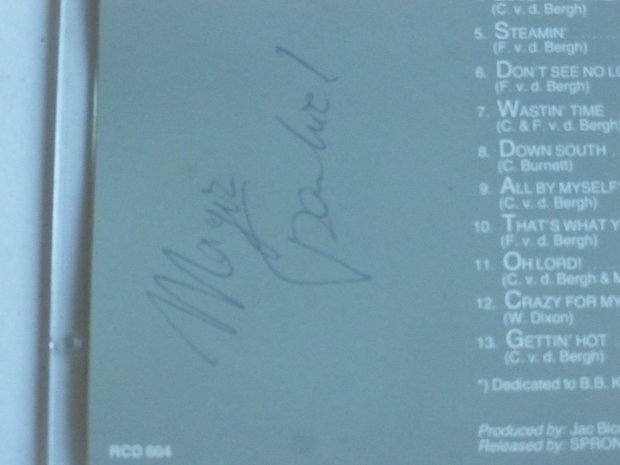 (C. v. d. Bergh)
5. STEAMIN'
(F. v. d. Bergh)
6. DON'T SEE NO
(F. v. d. Bergh)
7. WASTIN' TIME
(C. & F. v. d. Bergh)
8. DOWN SOUTH
(C. Burnett)
9. ALL BY MYSELF
(C. v. d. Bergh)
10. THAT'S WHAT
(F. v. d. Bergh)
11. OH LORD!
(C. v. d. Bergh &
12. CRAZY FOR MY
(W. Dixon)
13. GETTIN' HOT
(C. v. d. Bergh)
*) Dedicated to B.B.
Produced by: Jac
Released by:
RCD 604